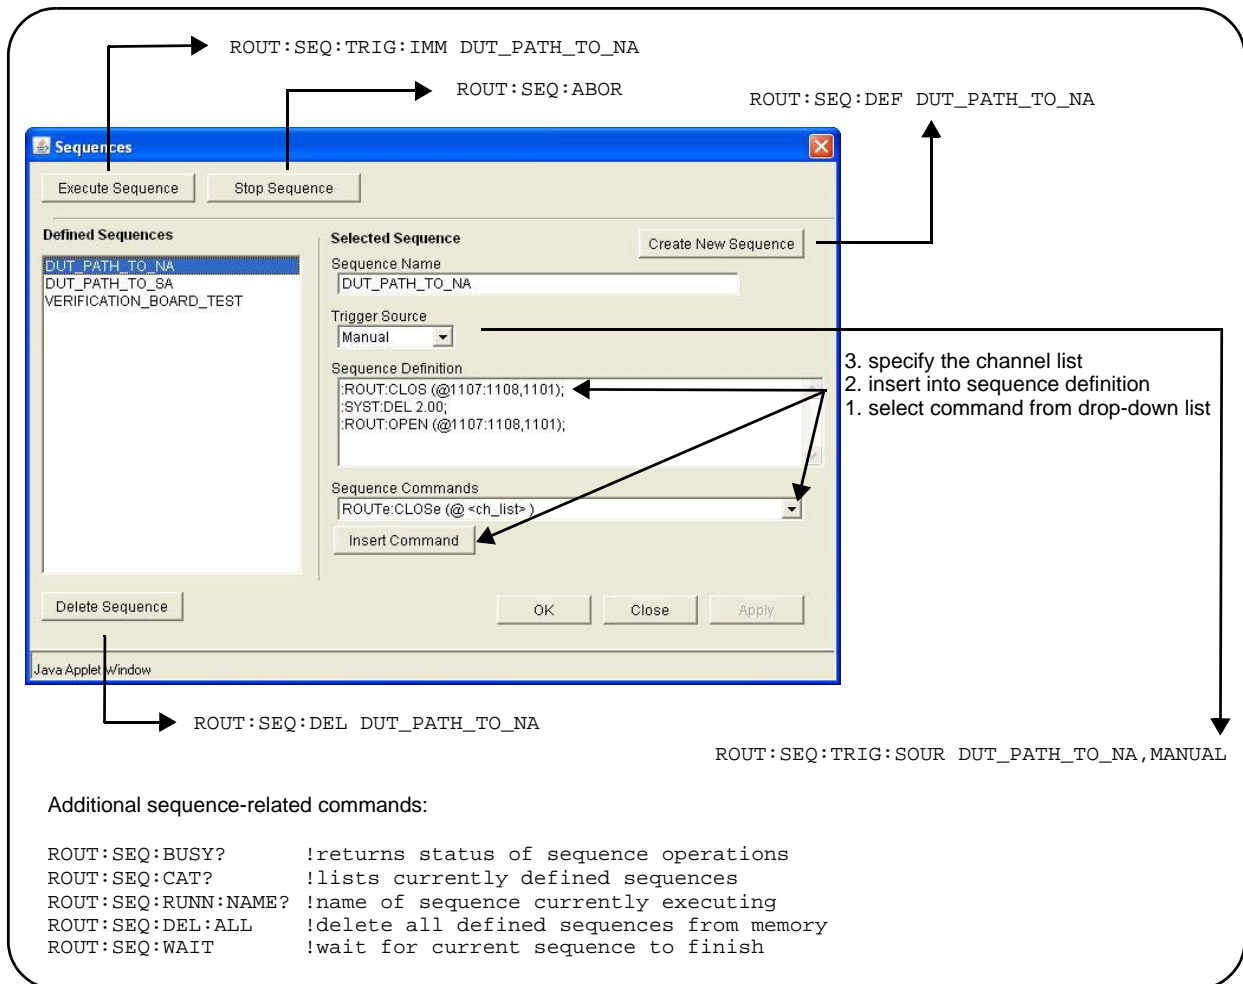 ROUT:SEQ:TRIG:IMM DUT_PATH_TO_NA
ROUT:SEQ:ABOR
ROUT:SEQ:DEF DUT_PATH_TO_NA
Sequences
Execute Sequence
Stop Sequence
Defined Sequences
DUT_PATH_TO_NA
DUT_PATH_TO_SA
VERIFICATION_BOARD_TEST
Selected Sequence
Create New Sequence
Sequence Name
DUT_PATH_TO_NA
Trigger Source
Manual
Sequence Definition
:ROUT:CLOS (@1107:1108,1101);
:SYST:DEL 2.00;
:ROUT:OPEN (@1107:1108,1101);
3. specify the channel list
2. insert into sequence definition
1. select command from drop-down list
Sequence Commands
ROUTe:CLOSe (@ <ch_list> )
Insert Command
Delete Sequence
OK
Close
Apply
Java Applet Window
ROUT:SEQ:DEL DUT_PATH_TO_NA
ROUT:SEQ:TRIG:SOUR DUT_PATH_TO_NA,MANUAL
Additional sequence-related commands:
ROUT:SEQ:BUSY? !returns status of sequence operations
ROUT:SEQ:CAT? !lists currently defined sequences
ROUT:SEQ:RUNN:NAME? !name of sequence currently executing
ROUT:SEQ:DEL:ALL !delete all defined sequences from memory
ROUT:SEQ:WAIT !wait for current sequence to finish